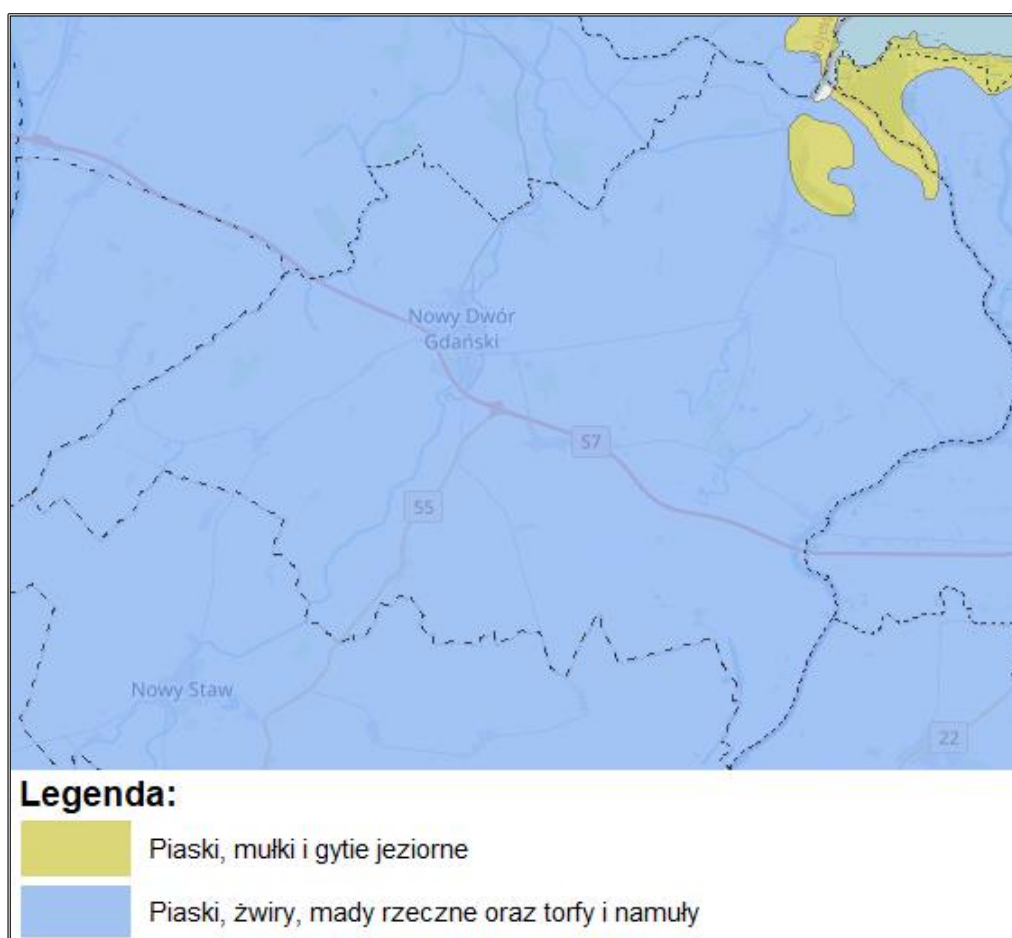 Nowy Dwór
Gdański
57
55
Nowy Staw
22
Legenda:
Piaski, mułki i gytie jeziorne
Piaski, żwiry, mady rzeczne oraz torfy i namuły